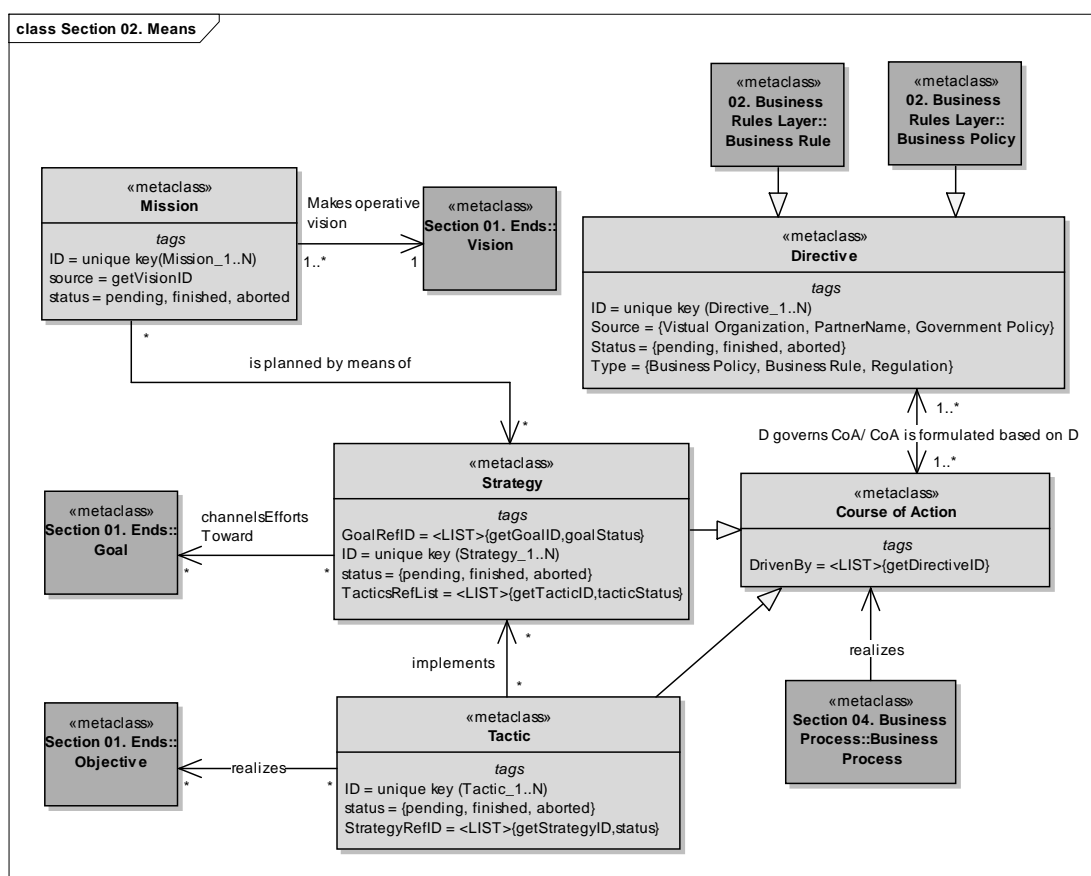 class Section 02. Means
«metaclass»
02. Business
Rules Layer::
Business Rule
«metaclass»
02. Business
Rules Layer::
Business Policy
«metaclass»
Mission
tags
ID = unique key(Mission_1..N)
source = getVisionID
status = pending, finished, aborted
Makes operative
vision
1..*
1
«metaclass»
Section 01. Ends::
Vision
«metaclass»
Directive
tags
ID = unique key (Directive_1..N)
Source = {Vistual Organization, PartnerName, Government Policy}
Status = {pending, finished, aborted}
Type = {Business Policy, Business Rule, Regulation}
*
is planned by means of
*
1..*
D governs CoA/ CoA is formulated based on D
1..*
«metaclass»
Strategy
tags
GoalRefID = <LIST>{getGoalID,goalStatus}
ID = unique key (Strategy_1..N)
status = {pending, finished, aborted}
TacticsRefList = <LIST>{getTacticID,tacticStatus}
«metaclass»
Course of Action
tags
DrivenBy = <LIST>{getDirectiveID}
«metaclass»
Section 01. Ends::
Goal
channelsEfforts
Toward
*
*
*
implements
*
realizes
«metaclass»
Section 04. Business
Process::Business
Process
«metaclass»
Section 01. Ends::
Objective
realizes
*
*
«metaclass»
Tactic
tags
ID = unique key (Tactic_1..N)
status = {pending, finished, aborted}
StrategyRefID = <LIST>{getStrategyID,status}